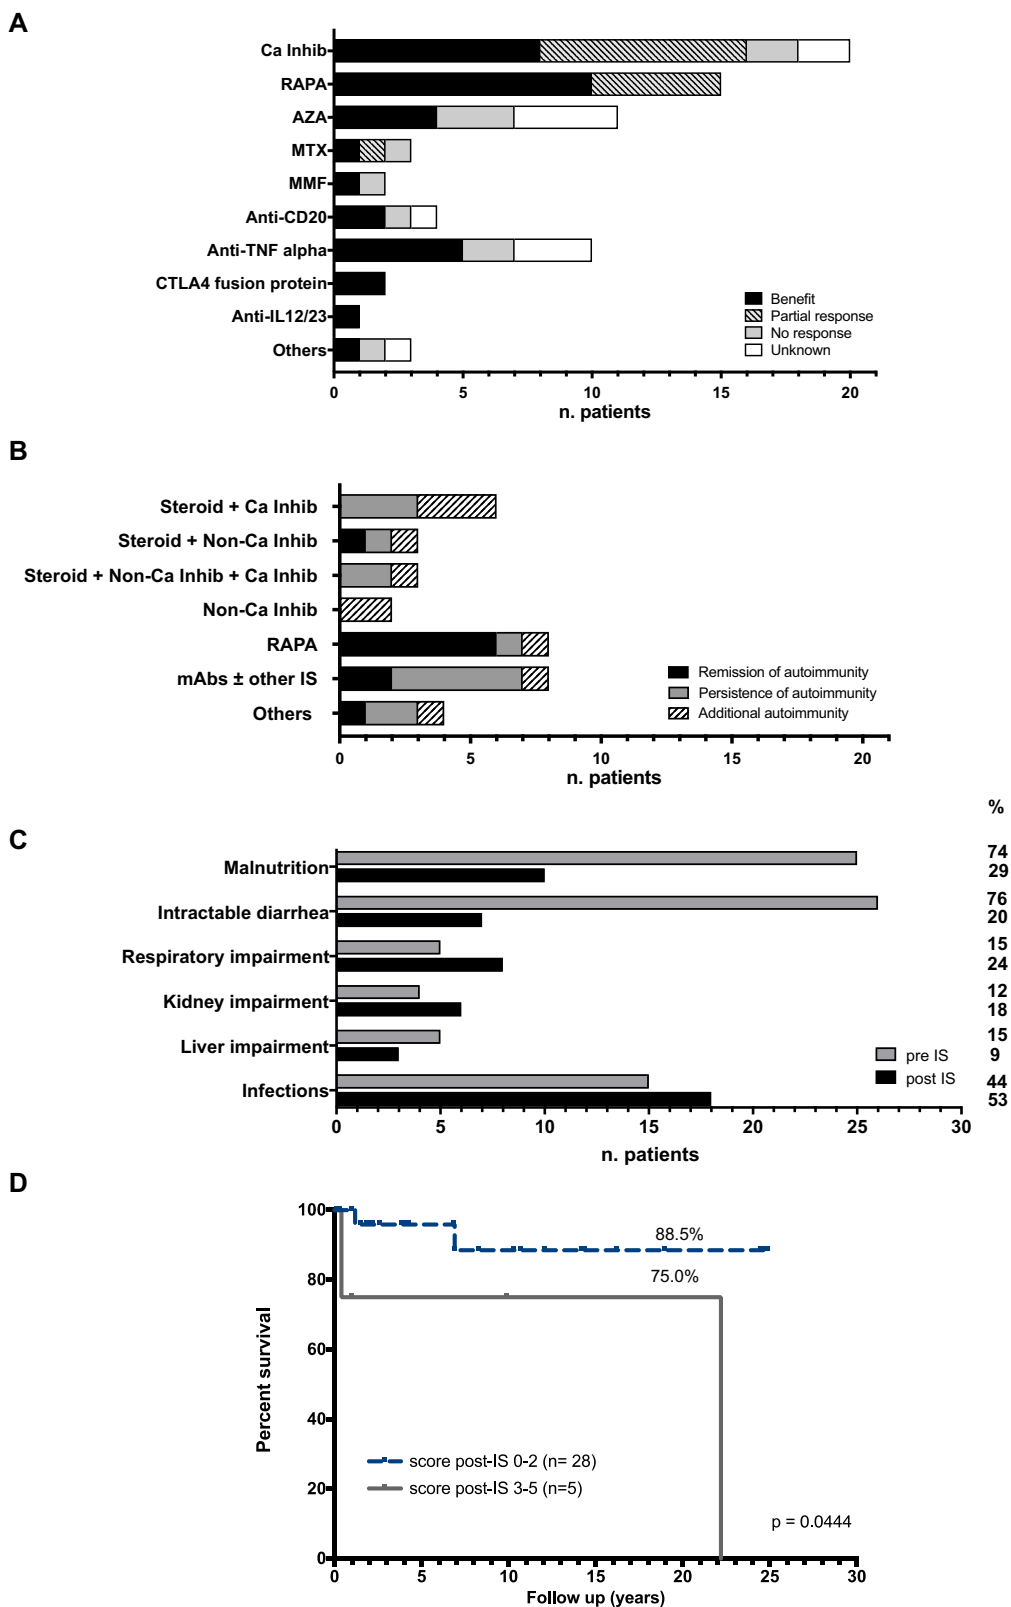 A
Ca Inhib
RAPA
AZA
MTX
MMF
Anti-CD20
Anti-TNF alpha
CTLA4 fusion protein
Anti-IL12/23
Others
Benefit
Partial response
No response
Unknown
0 5 10 15 20
n. patients
B
Steroid + Ca Inhib
Steroid + Non-Ca Inhib
Steroid + Non-Ca Inhib + Ca Inhib
Non-Ca Inhib
RAPA
mAbs ± other IS
Others
Remission of autoimmunity
Persistence of autoimmunity
Additional autoimmunity
0 5 10 15 20
n. patients
%
C
Malnutrition
74
29
Intractable diarrhea
76
20
Respiratory impairment
15
24
Kidney impairment
12
18
Liver impairment
15
9
Infections
44
53
pre IS
post IS
0 5 10 15 20 25 30
n. patients
D
Percent survival
100
80
60
40
20
0
88.5%
75.0%
score post-IS 0-2 (n= 28)
score post-IS 3-5 (n=5)
p = 0.0444
0 5 10 15 20 25 30
Follow up (years)